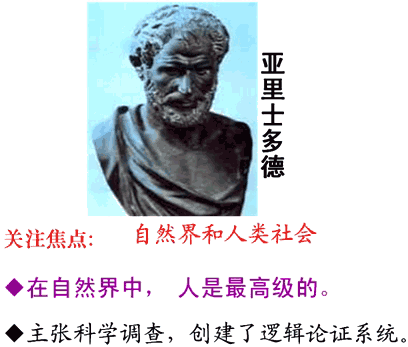 亚里士多德
关注焦点: 自然界和人类社会
◆在自然界中， 人是最高级的。
◆主张科学调查，创建了逻辑论证系统。